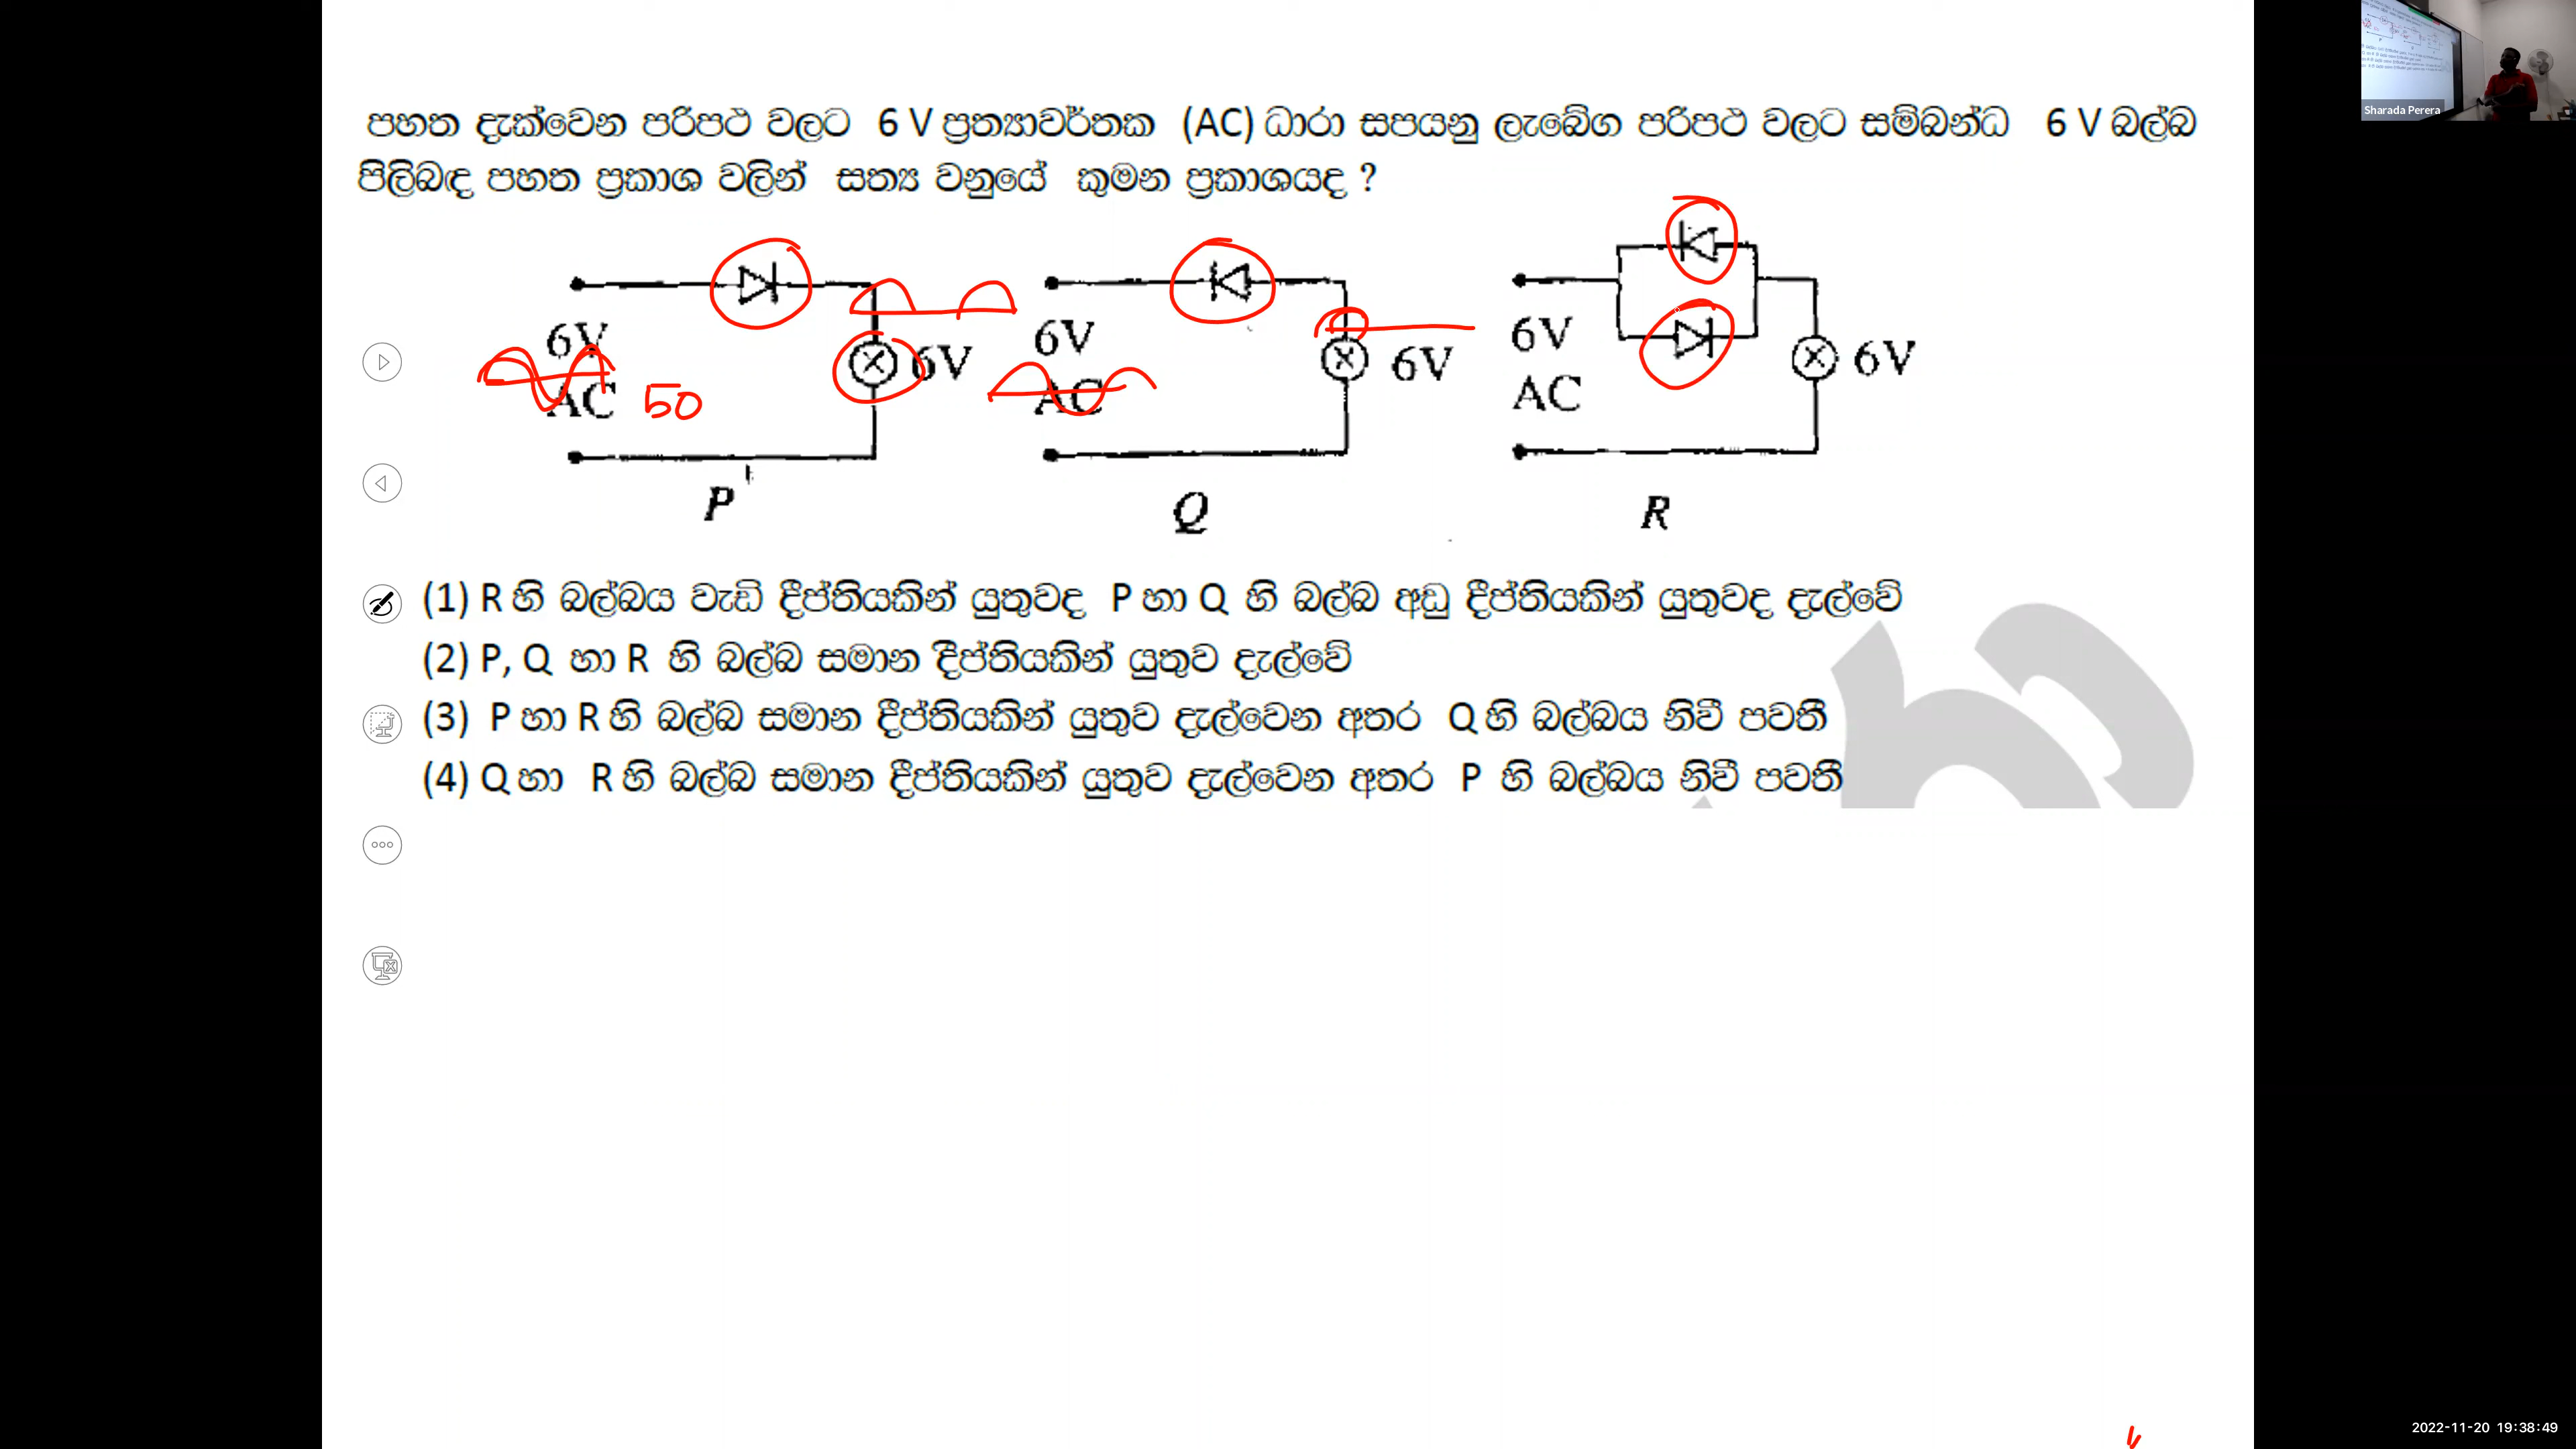 Sharada Perera
පහත දැක්වෙන පරිපථ වලට 6 V ප්‍රත්‍යාවර්තක (AC) ධාරා සපයනු ලැබේග පරිපථ වලට සම්බන්ධ 6 V බල්බ
පිලිබඳ පහත ප්‍රකාශ වලින් සත්‍ය වනුයේ කුමන ප්‍රකාශයද ?
6V
AC 50
6V
P
6V
AC
6V
Q
6V
AC
6V
R
(1) R හි බල්බය වැඩි දීප්තියකින් යුතුවද P හා Q හි බල්බ අඩු දීප්තියකින් යුතුවද දැල්වේ
(2) P, Q හා R හි බල්බ සමාන දීප්තියකින් යුතුව දැල්වේ
(3) P හා R හි බල්බ සමාන දීප්තියකින් යුතුව දැල්වෙන අතර Q හි බල්බය නිවී පවතී
(4) Q හා R හි බල්බ සමාන දීප්තියකින් යුතුව දැල්වෙන අතර P හි බල්බය නිවී පවතී
2022-11-20 19:38:49